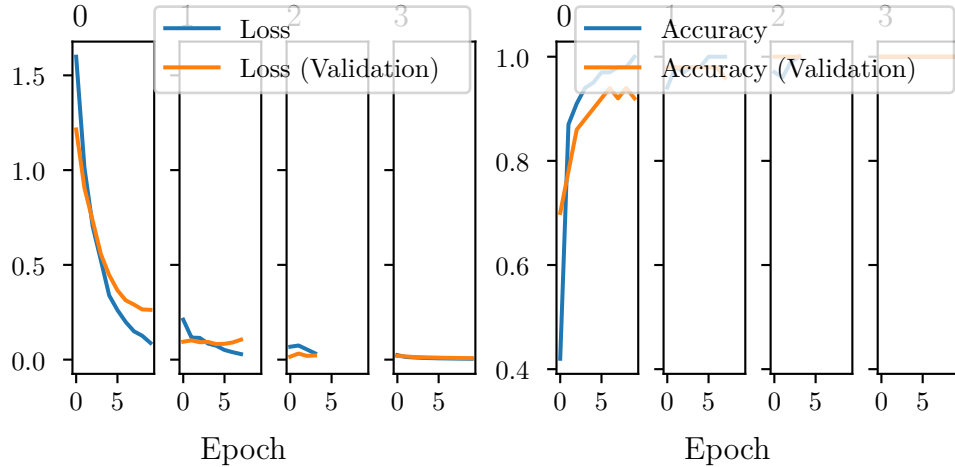 0 1 2 3
Loss
Loss (Validation)
1.5
1.0
0.5
0.0
0 5 0 5 0 5 0 5
Epoch
0 1 2 3
Accuracy
Accuracy (Validation)
1.0
0.8
0.6
0.4
0 5 0 5 0 5 0 5
Epoch